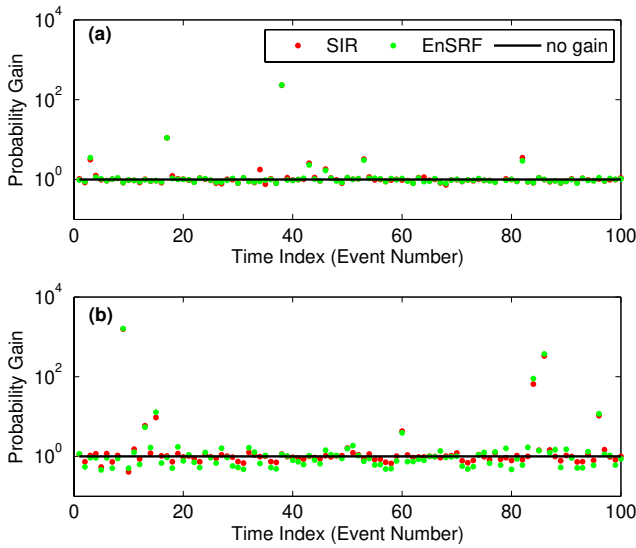 (a)
SIR EnSRF no gain
Probability Gain
10^4
10^2
10^0
0 20 40 60 80 100
Time Index (Event Number)
(b)
Probability Gain
10^4
10^2
10^0
0 20 40 60 80 100
Time Index (Event Number)